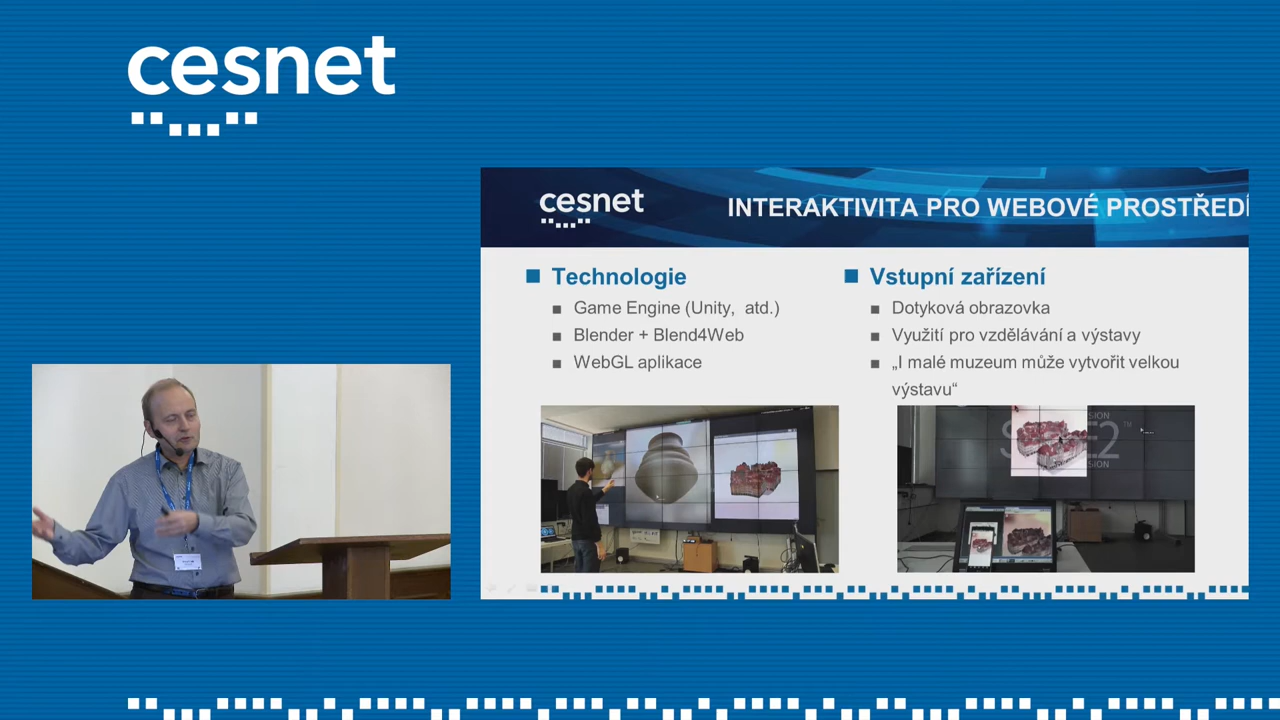 cesnet
cesnet
INTERAKTIVITA PRO WEBOVÉ PROSTŘEDÍ
Technologie
Game Engine (Unity, atd.)
Blender + Blend4Web
WebGL aplikace
Vstupní zařízení
Dotyková obrazovka
Využití pro vzdělávání a výstavy
„I malé muzeum může vytvořit velkou
výstavu“